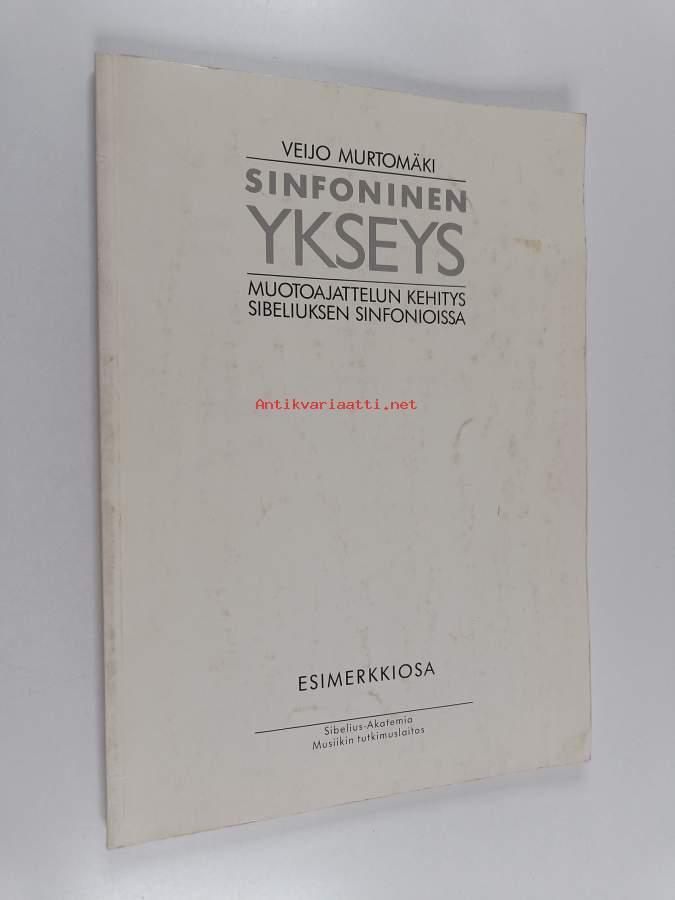 VEIJO MURTOMÄKI
SINFONINEN
YKSEYS
MUOTOAJATTELUN KEHITYS
SIBELIUKSEN SINFONIOISSA
Antikvariaatti.net
ESIMERKKIOSA
Sibelius-Akatemia
Musiikin tutkimuslaitos